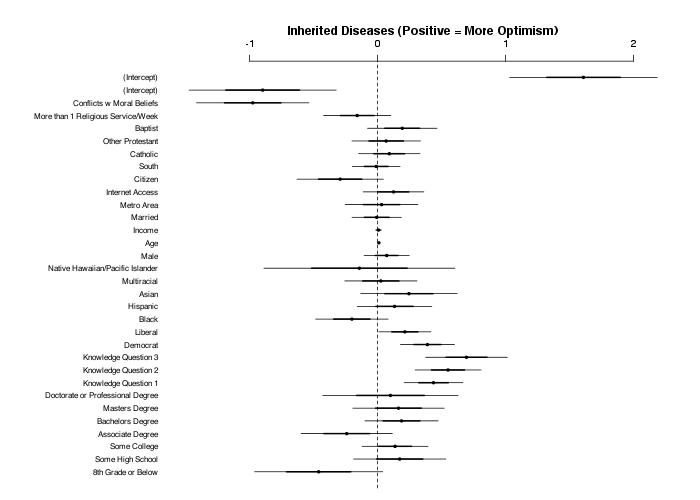 Inherited Diseases (Positive = More Optimism)
-1 0 1 2
(Intercept)
(Intercept)
Conflicts w Moral Beliefs
More than 1 Religious Service/Week
Baptist
Other Protestant
Catholic
South
Citizen
Internet Access
Metro Area
Married
Income
Age
Male
Native Hawaiian/Pacific Islander
Multiracial
Asian
Hispanic
Black
Liberal
Democrat
Knowledge Question 3
Knowledge Question 2
Knowledge Question 1
Doctorate or Professional Degree
Masters Degree
Bachelors Degree
Associate Degree
Some College
Some High School
8th Grade or Below